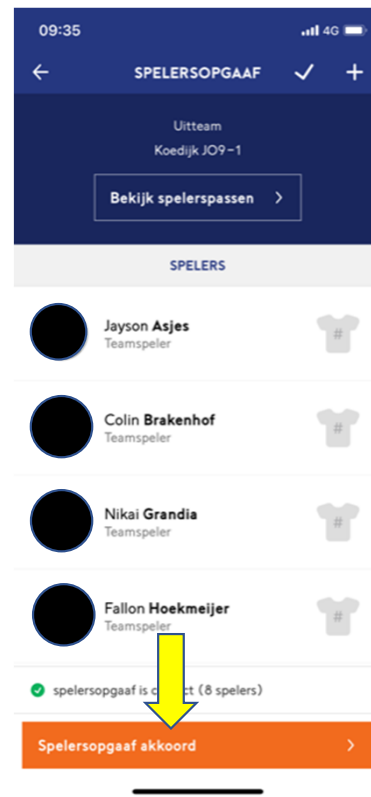 09:35
4G
SPELERSOPGAAF
Uitteam
Koedijk JO9-1
Bekijk spelerspassen
SPELERS
Jayson Asjes
Teamspeler
#
Colin Brakenhof
Teamspeler
#
Nikai Grandia
Teamspeler
#
Fallon Hoekmeijer
Teamspeler
#
spelersopgaaf is (8 spelers)
Spelersopgaaf akkoord